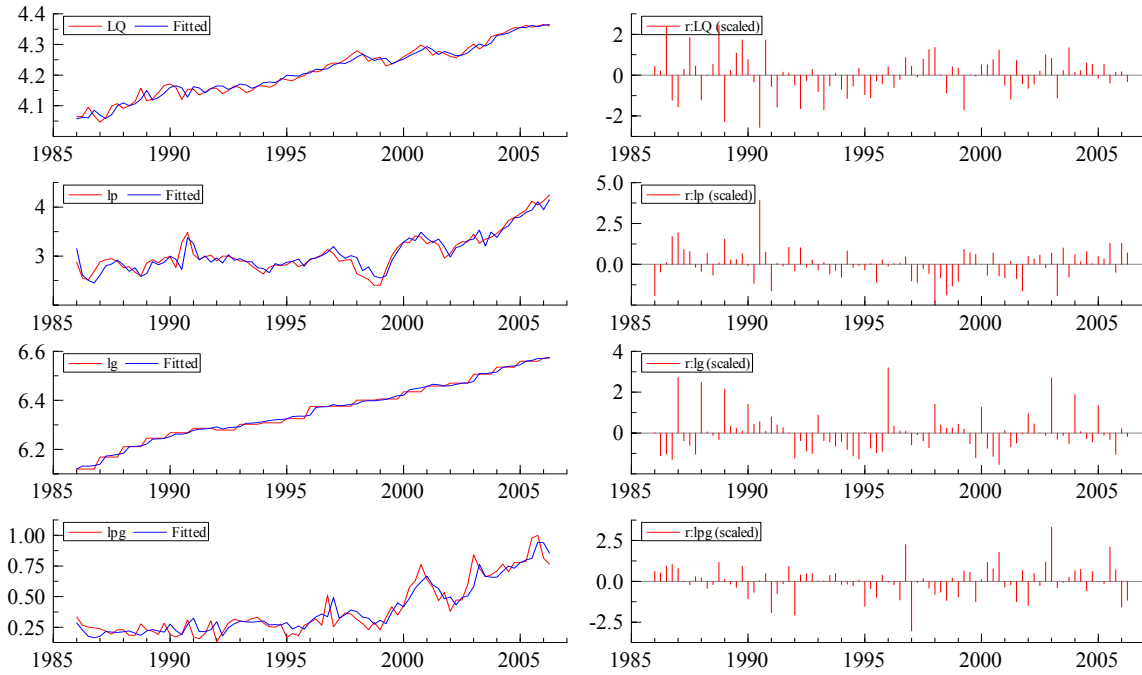 4.4
LQ Fitted
4.3
4.2
4.1
1985 1990 1995 2000 2005
r:LQ (scaled)
2
0
-2
1985 1990 1995 2000 2005
lp Fitted
4
3
1985 1990 1995 2000 2005
5.0
r:lp (scaled)
2.5
0.0
1985 1990 1995 2000 2005
6.6
lg Fitted
6.4
6.2
1985 1990 1995 2000 2005
4
r:lg (scaled)
2
0
1985 1990 1995 2000 2005
lpg Fitted
1.00
0.75
0.50
0.25
1985 1990 1995 2000 2005
r:lpg (scaled)
2.5
0.0
-2.5
1985 1990 1995 2000 2005